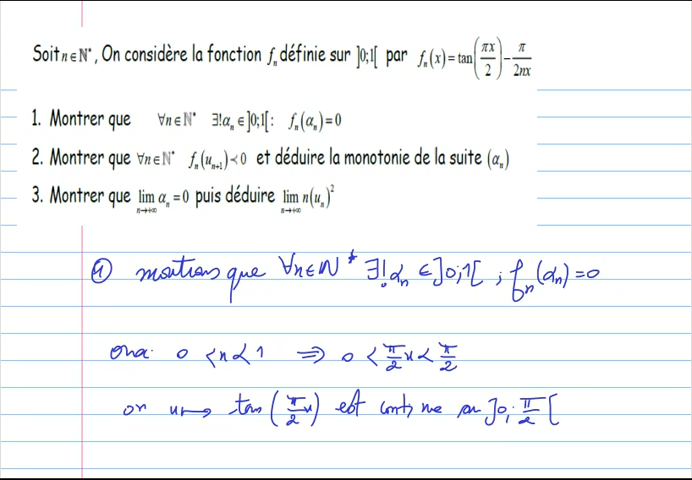 Soit n ∈ ℕ*, On considère la fonction fₙ définie sur ]0;1[ par fₙ(x) = tan(πx/2) − π/2nx
1. Montrer que ∀n ∈ ℕ* ∃!αₙ ∈ ]0;1[ : fₙ(αₙ) = 0
2. Montrer que ∀n ∈ ℕ* fₙ(uₙ₊₁) ≺ 0 et déduire la monotonie de la suite (αₙ)
3. Montrer que lim αₙ = 0 puis déduire lim n(uₙ)²
n→+∞ n→+∞
① montrons que ∀n ∈ ℕ* ∃!αₙ ∈ ]0;1[ ; fₙ(αₙ) = 0
ona: 0 < x < 1 ⟹ 0 < π/2 x < π/2
or x ⟼ tan(π/2 x) est continue sur ]0; π/2[